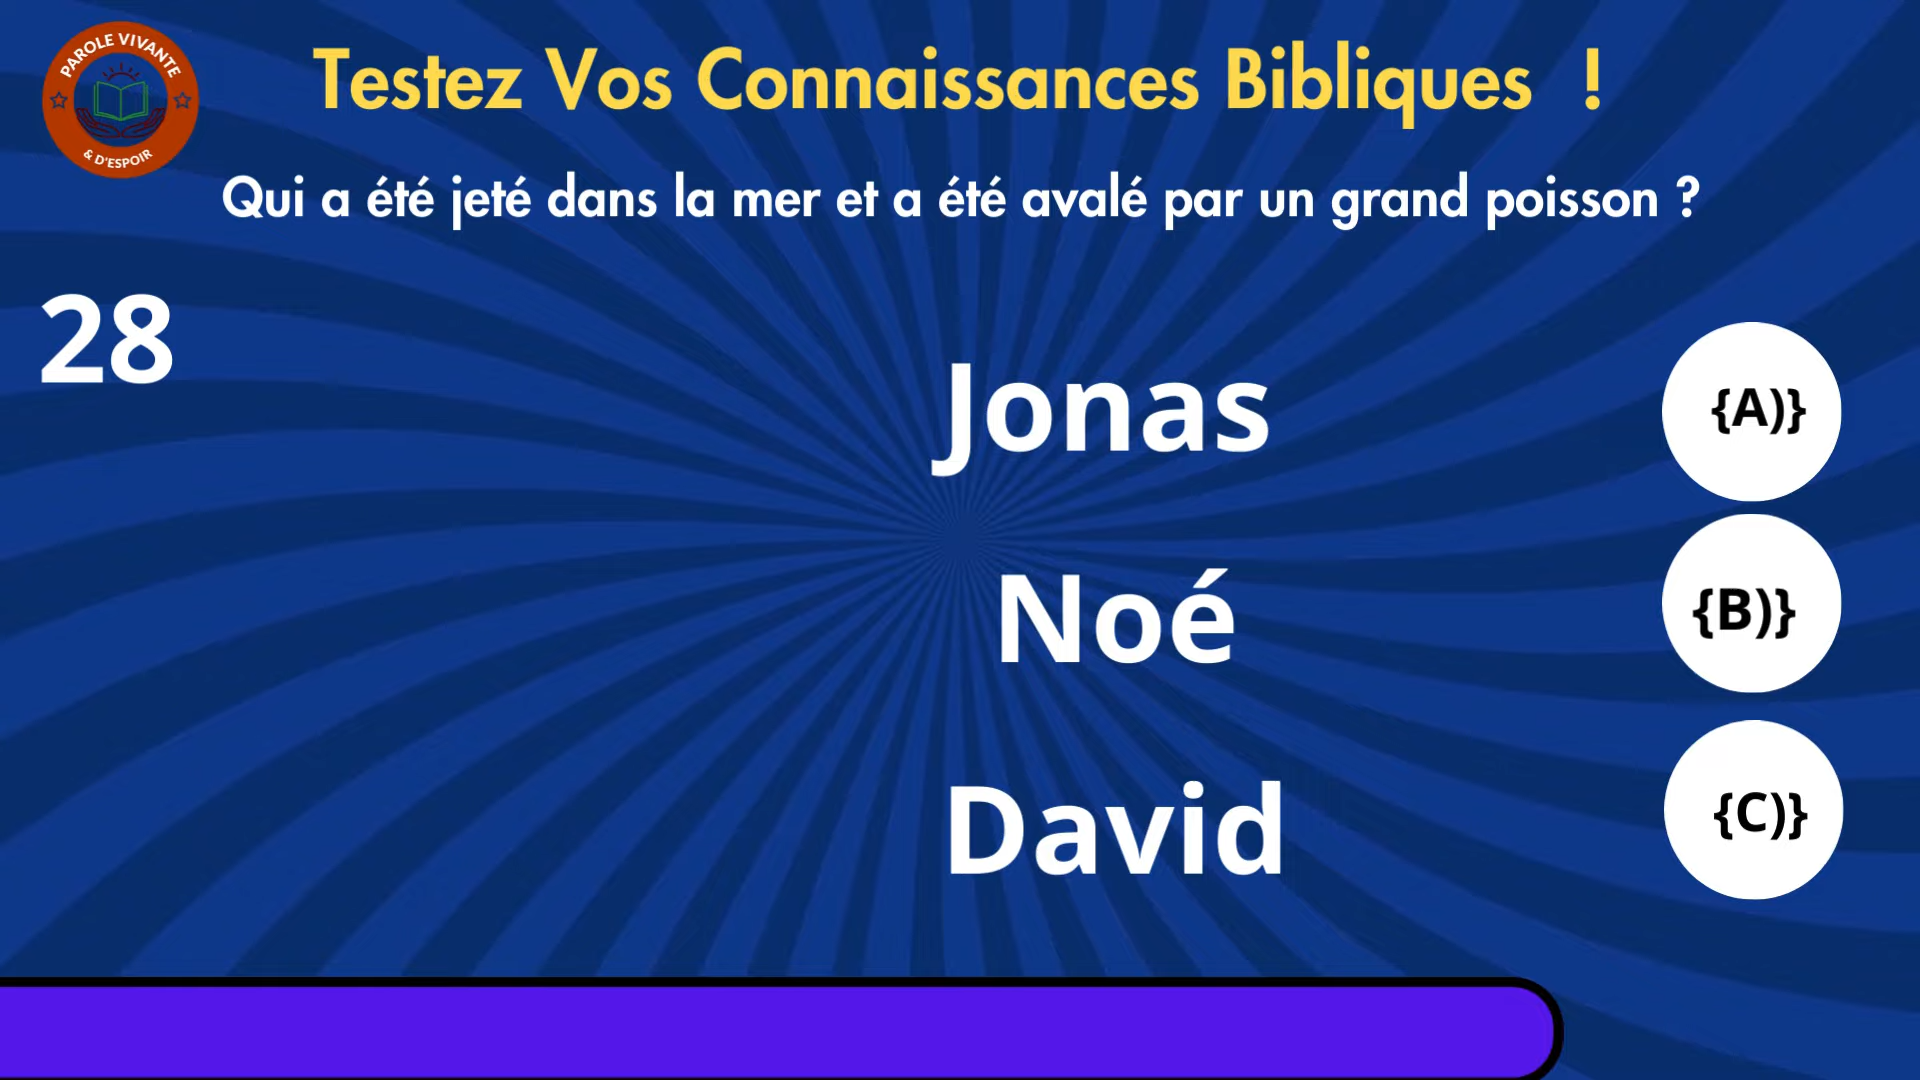 PAROLE VIVANTE
& D'ESPOIR
Testez Vos Connaissances Bibliques !
Qui a été jeté dans la mer et a été avalé par un grand poisson ?
28
Jonas
{A)}
Noé
{B)}
David
{C)}